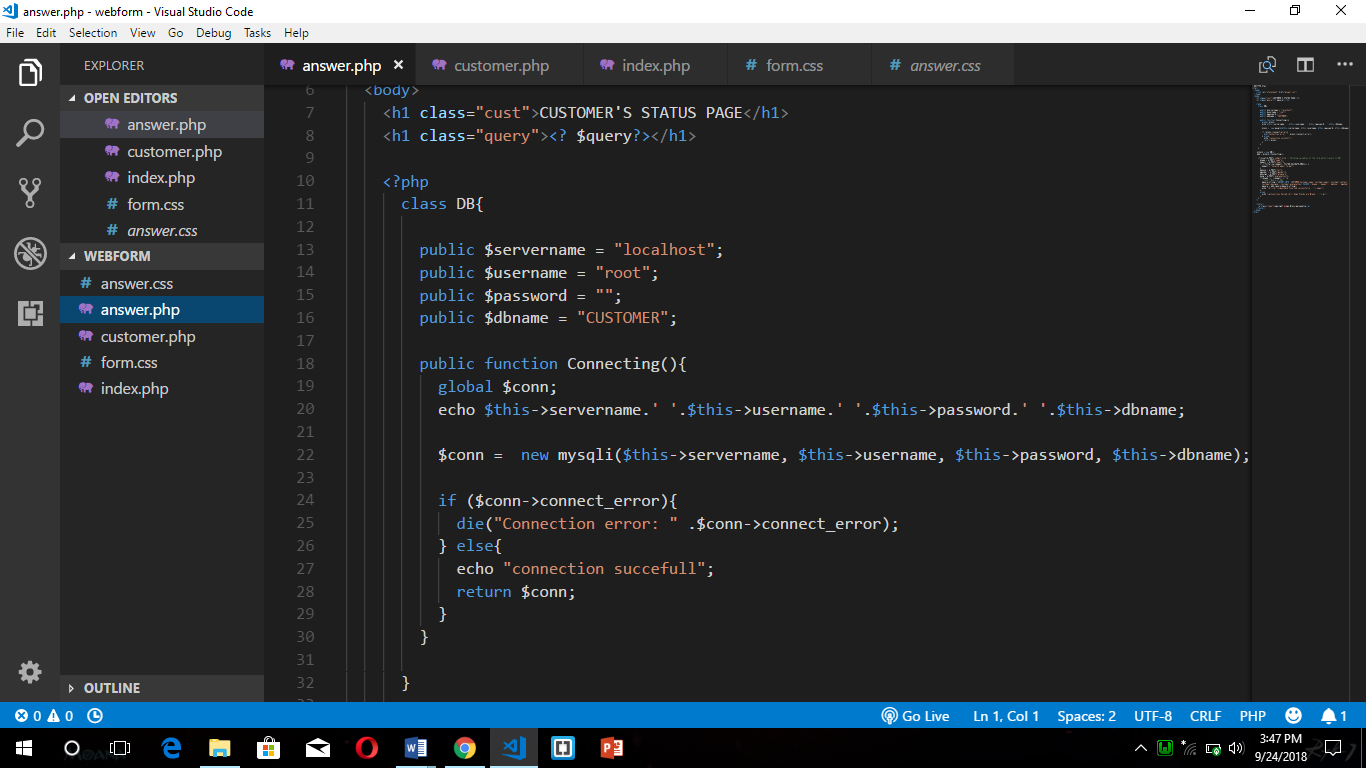 answer.php - webform - Visual Studio Code
File Edit Selection View Go Debug Tasks Help
EXPLORER
OPEN EDITORS
answer.php
customer.php
index.php
form.css
answer.css
WEBFORM
answer.css
answer.php
customer.php
form.css
index.php
OUTLINE
answer.php customer.php index.php form.css answer.css
6 <body>
7 <h1 class="cust">CUSTOMER'S STATUS PAGE</h1>
8 <h1 class="query"><? $query?></h1>
9
10 <?php
11 class DB{
12
13 public $servername = "localhost";
14 public $username = "root";
15 public $password = "";
16 public $dbname = "CUSTOMER";
17
18 public function Connecting(){
19 global $conn;
20 echo $this->servername.' '.$this->username.' '.$this->password.' '.$this->dbname;
21
22 $conn =  new mysqli($this->servername, $this->username, $this->password, $this->dbname);
23
24 if ($conn->connect_error){
25 die("Connection error: " .$conn->connect_error);
26 } else{
27 echo "connection succefull";
28 return $conn;
29 }
30 }
31
32 }
0 0 Go Live Ln 1, Col 1 Spaces: 2 UTF-8 CRLF PHP 1
3:47 PM
9/24/2018